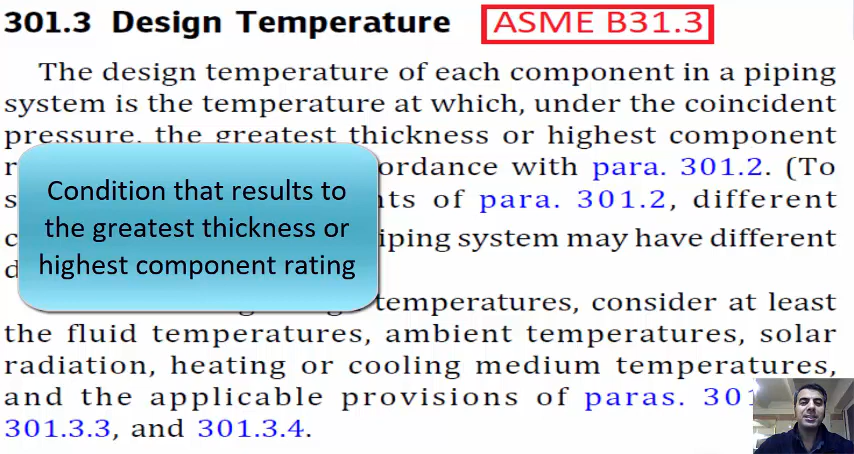 301.3 Design Temperature ASME B31.3
The design temperature of each component in a piping
system is the temperature at which, under the coincident
pressure, the greatest thickness or highest component
ordance with para. 301.2. (To
nts of para. 301.2, different
iping system may have different
Condition that results to
the greatest thickness or
highest component rating
temperatures, consider at least
the fluid temperatures, ambient temperatures, solar
radiation, heating or cooling medium temperatures,
and the applicable provisions of paras. 301
301.3.3, and 301.3.4.